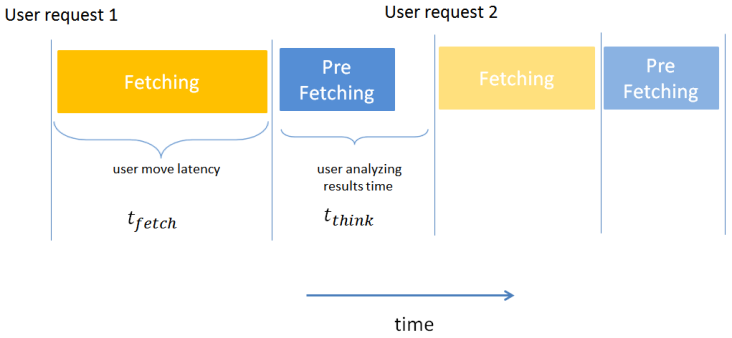 User request 1
User request 2
Fetching
Pre
Fetching
Fetching
Pre
Fetching
user move latency
user analyzing
results time
t_fetch
t_think
time